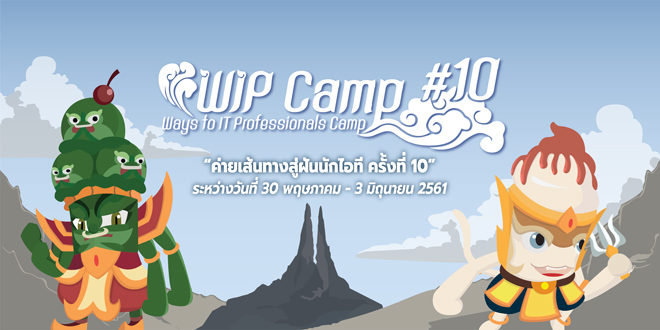 WIP Camp #10
Ways to IT Professionals Camp
"ค่ายเส้นทางสู่ฝันนักไอที ครั้งที่ 10"
ระหว่างวันที่ 30 พฤษภาคม - 3 มิถุนายน 2561